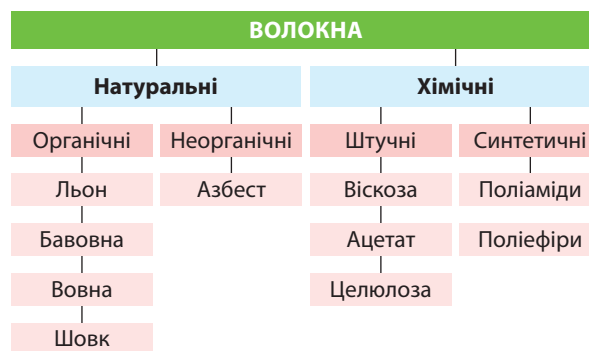 ВОЛОКНА
Натуральні Хімічні
Органічні Неорганічні Штучні Синтетичні
Льон Азбест Віскоза Поліаміди
Бавовна Ацетат Поліефіри
Вовна Целюлоза
Шовк